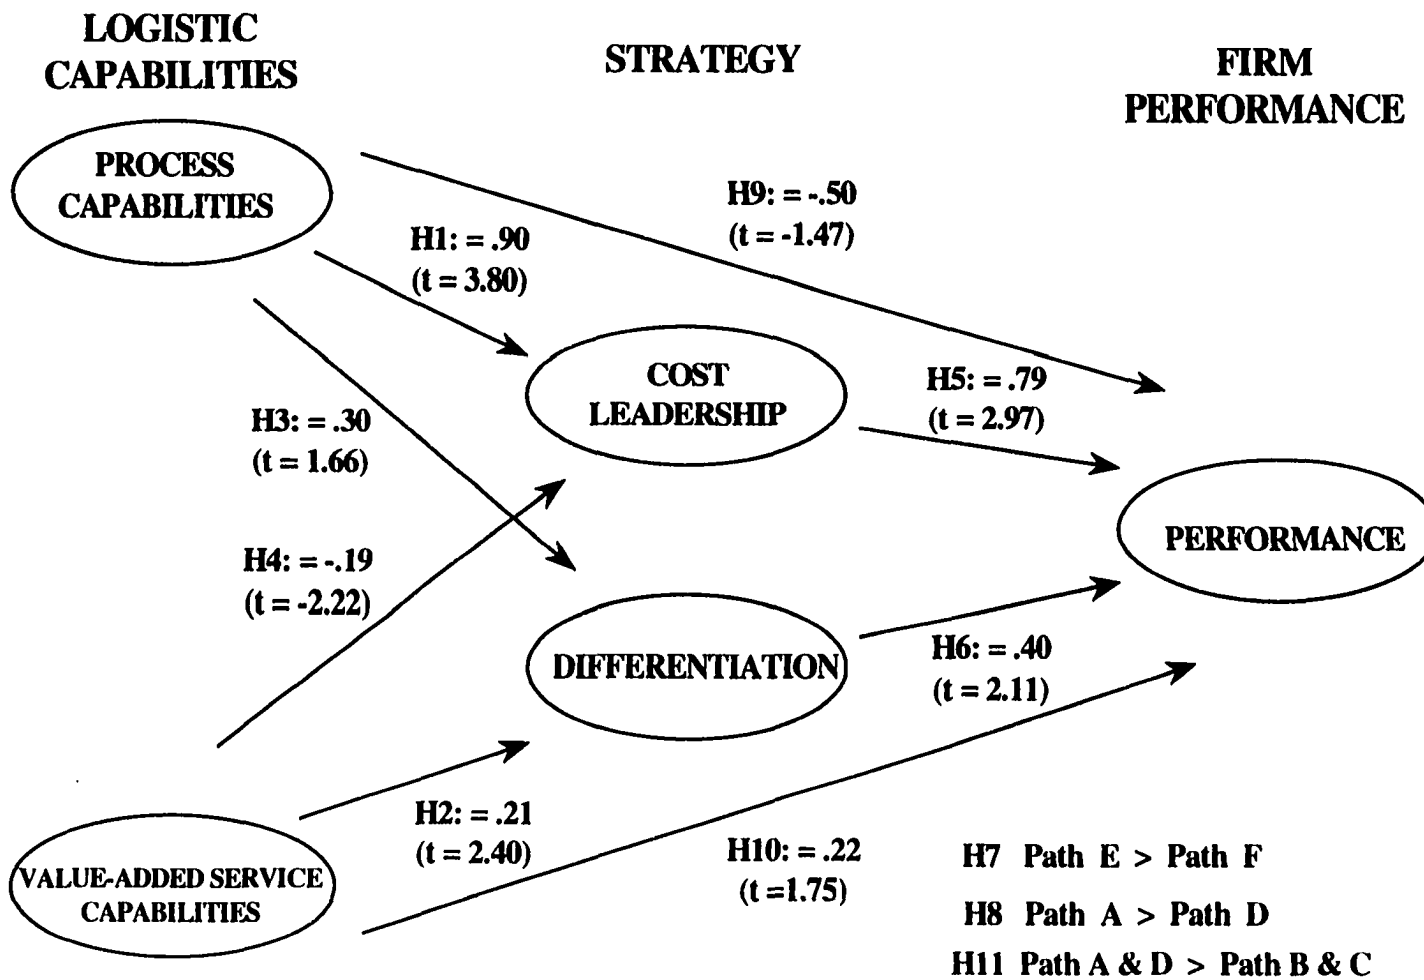 LOGISTIC
CAPABILITIES
STRATEGY
FIRM
PERFORMANCE
PROCESS
CAPABILITIES
H9: = -.50
(t = -1.47)
H1: = .90
(t = 3.80)
COST
LEADERSHIP
H5: = .79
(t = 2.97)
H3: = .30
(t = 1.66)
PERFORMANCE
H4: = -.19
(t = -2.22)
DIFFERENTIATION
H6: = .40
(t = 2.11)
H2: = .21
(t = 2.40)
H10: = .22
(t =1.75)
VALUE-ADDED SERVICE
CAPABILITIES
H7 Path E > Path F
H8 Path A > Path D
H11 Path A & D > Path B & C